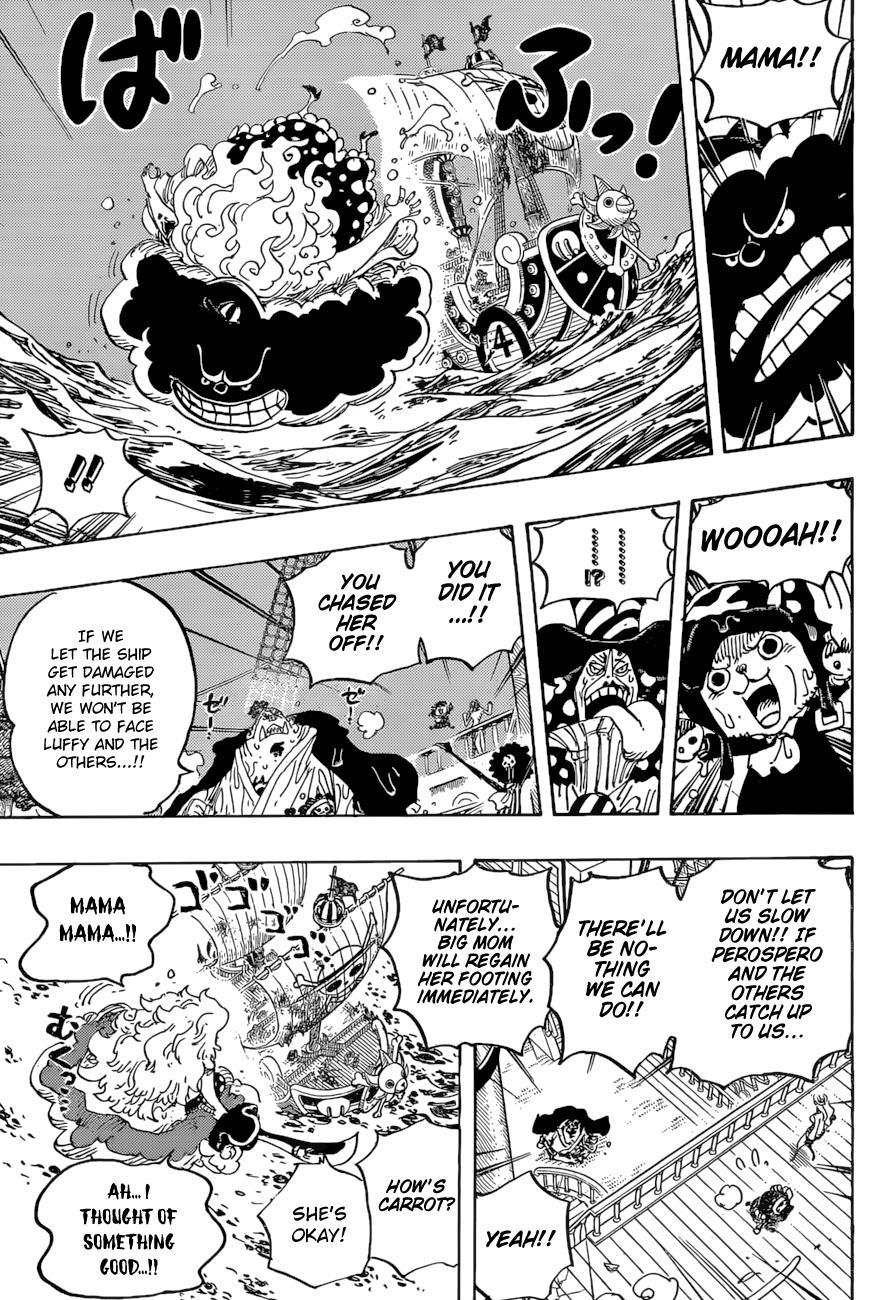 MAMA!!
ばふっ!
!!
WOOOAH!!
!!
!?
YOU
DID IT
...!!
YOU
CHASED
HER
OFF!!
ゼー
ゼー
IF WE
LET THE SHIP
GET DAMAGED
ANY FURTHER,
WE WON'T BE
ABLE TO FACE
LUFFY AND THE
OTHERS...!!
DON'T LET
US SLOW
DOWN!! IF
PEROSPERO
AND THE
OTHERS
CATCH UP
TO US...
THERE'LL
BE NO-
THING
WE CAN
DO!!
UNFORTU-
NATELY...
BIG MOM
WILL REGAIN
HER FOOTING
IMMEDIATELY.
YEAH!!
ゴゴゴ
MAMA
MAMA...!!
むくっ...
4
HOW'S
CARROT?
SHE'S
OKAY!
AH... I
THOUGHT OF
SOMETHING
GOOD...!!